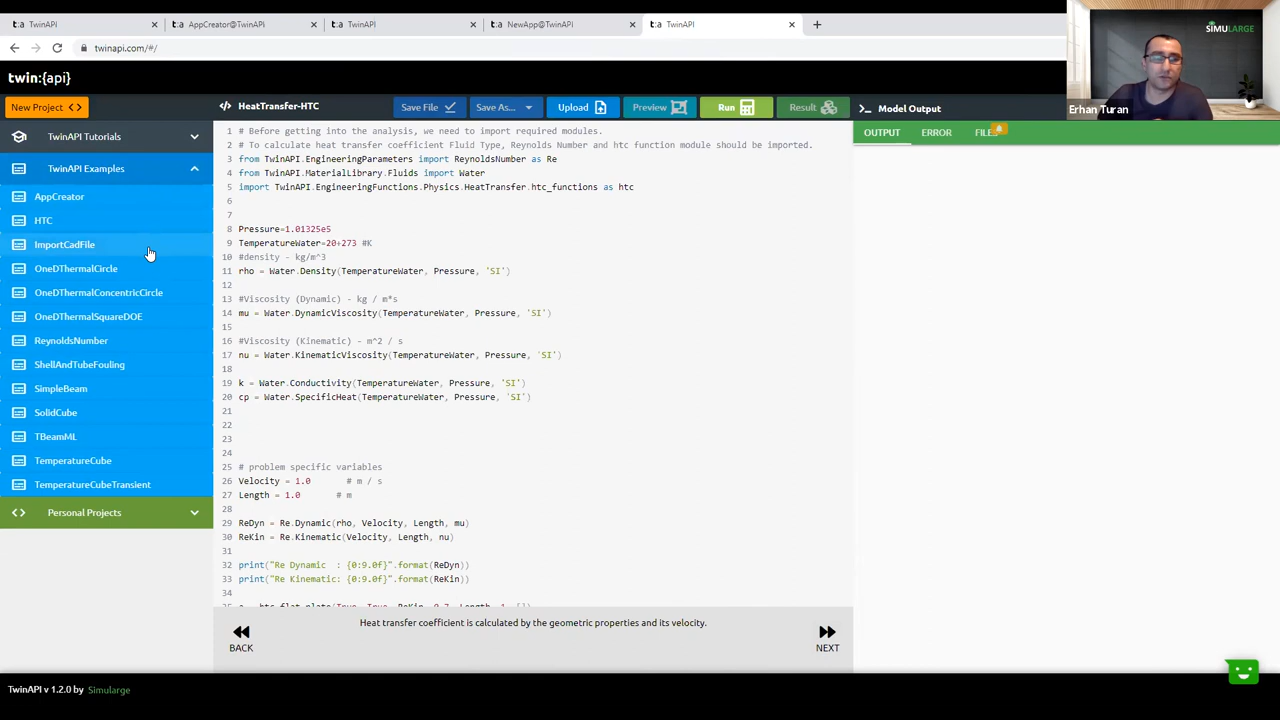 t:a TwinAPI
t:a AppCreator@TwinAPI
t:a TwinAPI
t:a NewApp@TwinAPI
t:a TwinAPI
twinapi.com/#/
SIMULARGE
Erhan Turan
twin:{api}
New Project <>
</> HeatTransfer-HTC
Save File
Save As...
Upload
Preview
Run
Result
Model Output
TwinAPI Tutorials
TwinAPI Examples
AppCreator
HTC
ImportCadFile
OneDThermalCircle
OneDThermalConcentricCircle
OneDThermalSquareDOE
ReynoldsNumber
ShellAndTubeFouling
SimpleBeam
SolidCube
TBeamML
TemperatureCube
TemperatureCubeTransient
<> Personal Projects
1 # Before getting into the analysis, we need to import required modules.
2 # To calculate heat transfer coefficient Fluid Type, Reynolds Number and htc function module should be imported.
3 from TwinAPI.EngineeringParameters import ReynoldsNumber as Re
4 from TwinAPI.MaterialLibrary.Fluids import Water
5 import TwinAPI.EngineeringFunctions.Physics.HeatTransfer.htc_functions as htc
6
7
8 Pressure=1.01325e5
9 TemperatureWater=20+273 #K
10 #density - kg/m^3
11 rho = Water.Density(TemperatureWater, Pressure, 'SI')
12
13 #Viscosity (Dynamic) - kg / m*s
14 mu = Water.DynamicViscosity(TemperatureWater, Pressure, 'SI')
15
16 #Viscosity (Kinematic) - m^2 / s
17 nu = Water.KinematicViscosity(TemperatureWater, Pressure, 'SI')
18
19 k = Water.Conductivity(TemperatureWater, Pressure, 'SI')
20 cp = Water.SpecificHeat(TemperatureWater, Pressure, 'SI')
21
22
23
24
25 # problem specific variables
26 Velocity = 1.0 # m / s
27 Length = 1.0 # m
28
29 ReDyn = Re.Dynamic(rho, Velocity, Length, mu)
30 ReKin = Re.Kinematic(Velocity, Length, nu)
31
32 print("Re Dynamic : {0:9.0f}".format(ReDyn))
33 print("Re Kinematic: {0:9.0f}".format(ReKin))
34
OUTPUT
ERROR
BACK
Heat transfer coefficient is calculated by the geometric properties and its velocity.
NEXT
TwinAPI v 1.2.0 by Simularge